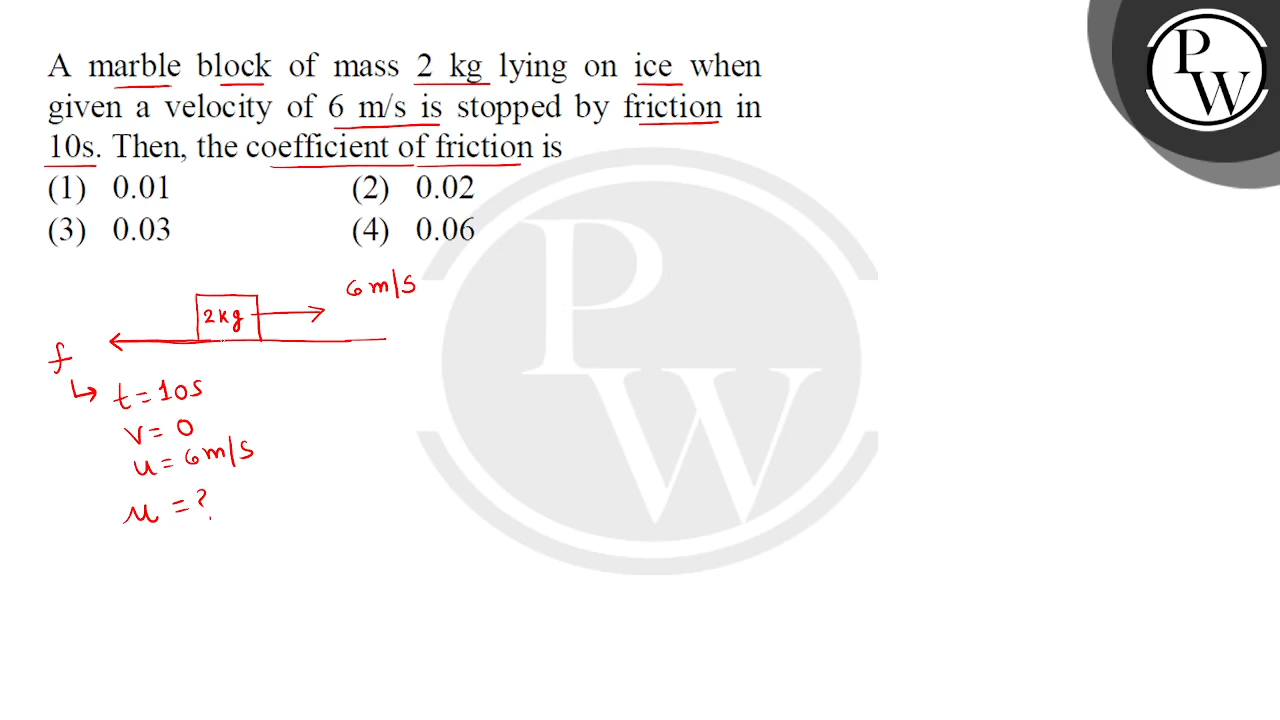 A marble block of mass 2 kg lying on ice when
given a velocity of 6 m/s is stopped by friction in
10s. Then, the coefficient of friction is
(1) 0.01 (2) 0.02
(3) 0.03 (4) 0.06
6 m/s
2kg
f
↳ t = 10s
v = 0
u = 6m/s
μ = ?
P
W
P
W